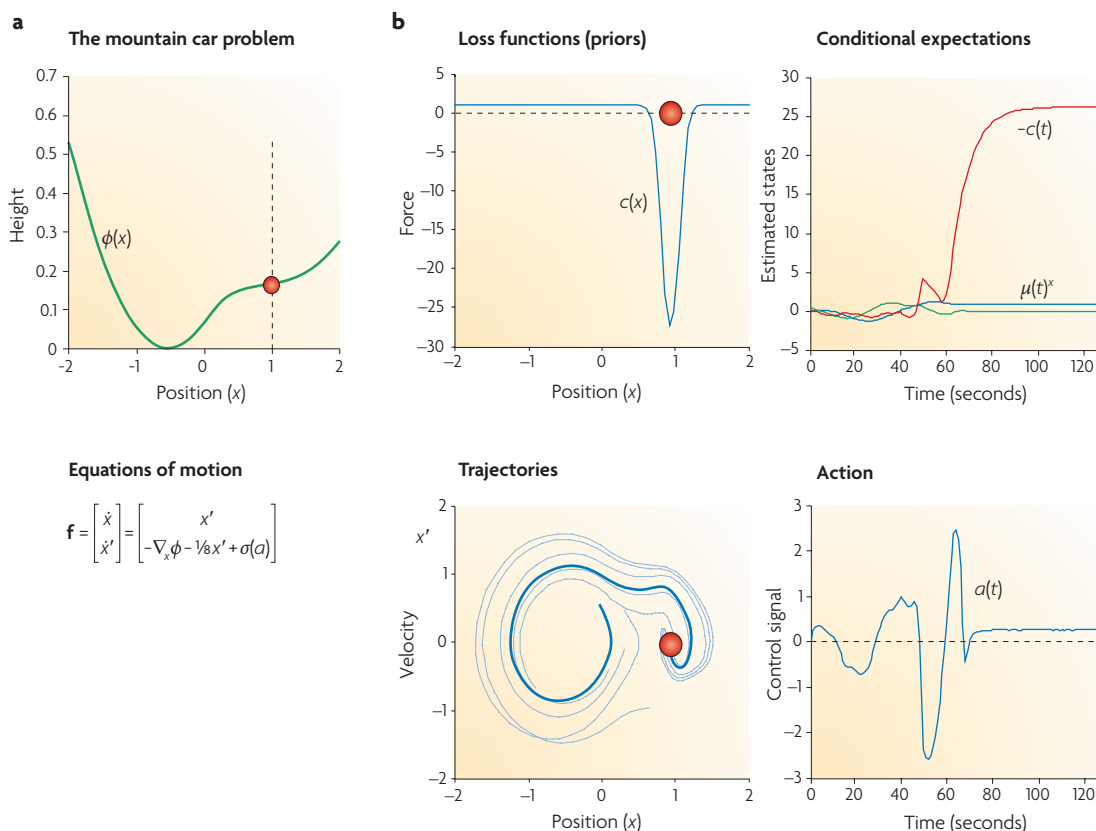 a
The mountain car problem
0.7
0.6
0.5
0.4
0.3
0.2
0.1
0
Height
ϕ(x)
-2
-1
0
1
2
Position (x)
b
Loss functions (priors)
5
0
−5
−10
−15
−20
−25
−30
Force
c(x)
−2
−1
0
1
2
Position (x)
Conditional expectations
30
25
20
15
10
5
0
−5
Estimated states
−c(t)
μ(t)ˣ
0
20
40
60
80
100
120
Time (seconds)
Equations of motion
f = [ẋ ẋ′] = [x′ −∇ₓϕ − ⅛x′ + σ(a)]
Trajectories
x′
2
1
0
−1
−2
Velocity
−2
−1
0
1
2
Position (x)
Action
3
2
1
0
−1
−2
−3
Control signal
a(t)
0
20
40
60
80
100
120
Time (seconds)